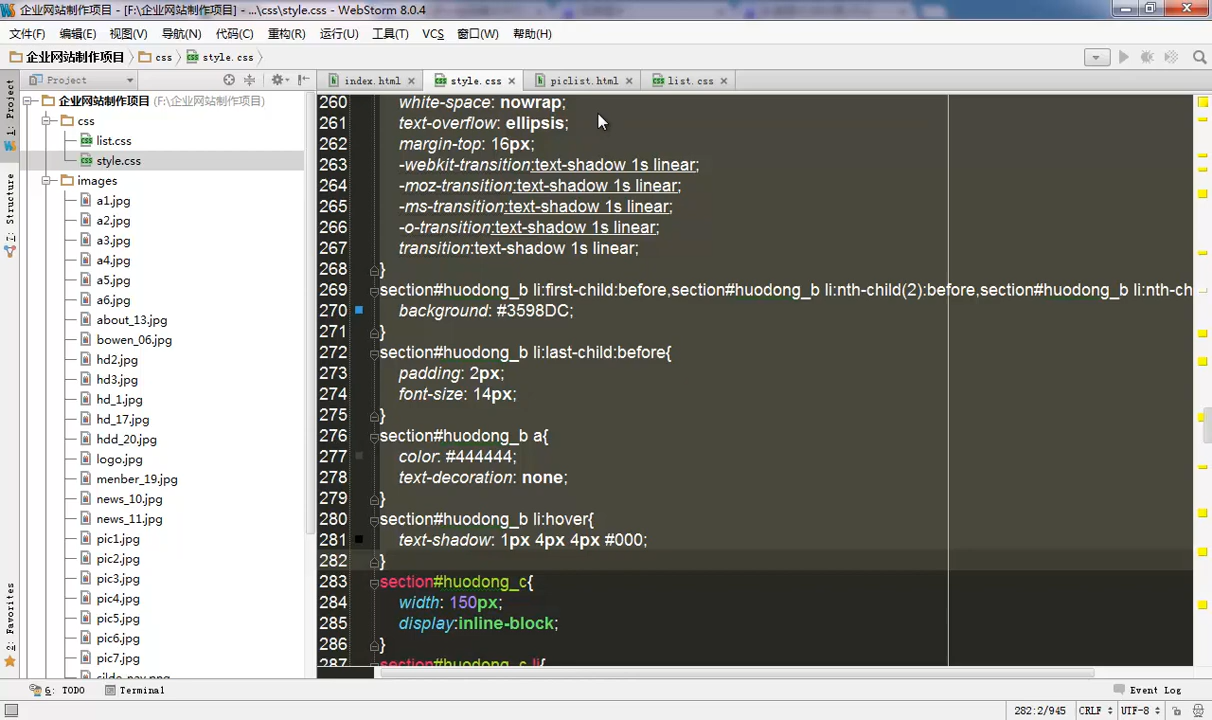 企业网站制作项目 - [F:\企业网站制作项目] - ...\css\style.css - WebStorm 8.0.4
文件(F) 编辑(E) 视图(V) 导航(N) 代码(C) 重构(R) 运行(U) 工具(T) VCS 窗口(W) 帮助(H)
企业网站制作项目 css style.css
Project
index.html style.css piclist.html list.css
1: Project
7: Structure
2: Favorites
企业网站制作项目 (F:\企业网站制作项目)
css
list.css
style.css
images
a1.jpg
a2.jpg
a3.jpg
a4.jpg
a5.jpg
a6.jpg
about_13.jpg
bowen_06.jpg
hd2.jpg
hd3.jpg
hd_1.jpg
hd_17.jpg
hdd_20.jpg
logo.jpg
menber_19.jpg
news_10.jpg
news_11.jpg
pic1.jpg
pic2.jpg
pic3.jpg
pic4.jpg
pic5.jpg
pic6.jpg
pic7.jpg
260 white-space: nowrap;
261 text-overflow: ellipsis;
262 margin-top: 16px;
263 -webkit-transition:text-shadow 1s linear;
264 -moz-transition:text-shadow 1s linear;
265 -ms-transition:text-shadow 1s linear;
266 -o-transition:text-shadow 1s linear;
267 transition:text-shadow 1s linear;
268 }
269 section#huodong_b li:first-child:before,section#huodong_b li:nth-child(2):before,section#huodong_b li:nth-ch
270 background: #3598DC;
271 }
272 section#huodong_b li:last-child:before{
273 padding: 2px;
274 font-size: 14px;
275 }
276 section#huodong_b a{
277 color: #444444;
278 text-decoration: none;
279 }
280 section#huodong_b li:hover{
281 text-shadow: 1px 4px 4px #000;
282 }
283 section#huodong_c{
284 width: 150px;
285 display:inline-block;
286 }
287 section#huodong_c li{
6: TODO Terminal Event Log
282:2/945 CRLF UTF-8